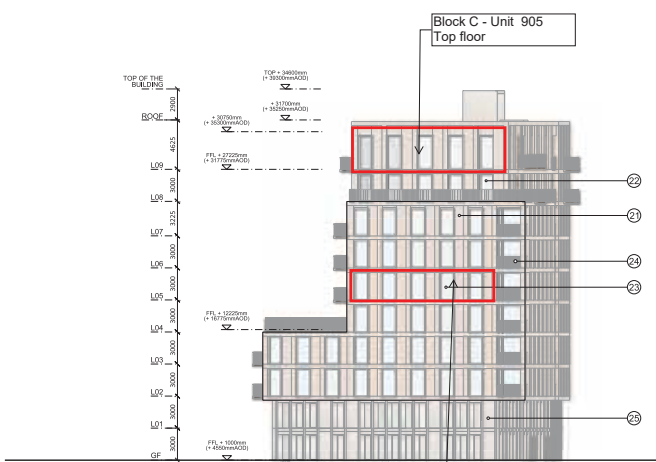 Block C - Unit 905
Top floor
TOP OF THE
BUILDING
TOP + 34600mm
(+ 39300mmAOD)
2900
+ 31700mm
(+ 35250mmAOD)
ROOF
+ 30750mm
(+ 35300mmAOD)
4625
FFL + 27225mm
(+ 31775mmAOD)
L09
3000
22
L08
3225
21
L07
3000
24
L06
3000
23
L05
3000
FFL + 12225mm
(+ 16775mmAOD)
L04
3000
L03
3000
L02
3000
25
L01
3000
FFL + 1000mm
(+ 4550mmAOD)
GF